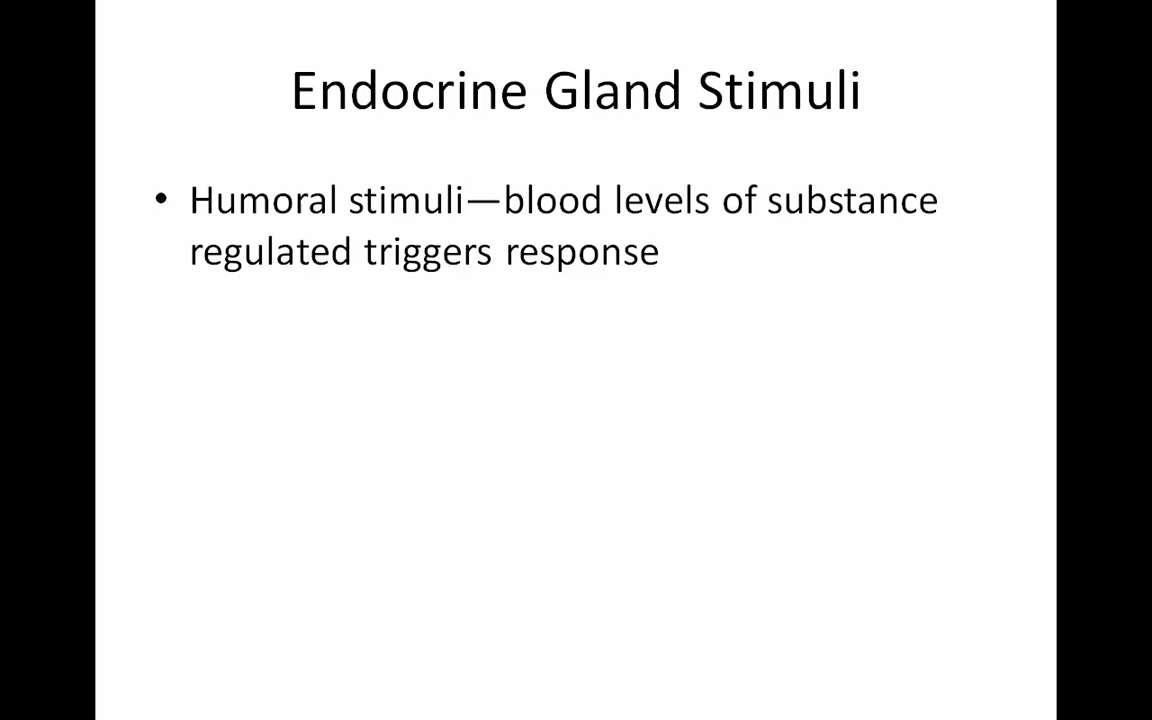 Endocrine Gland Stimuli
• Humoral stimuli—blood levels of substance
regulated triggers response